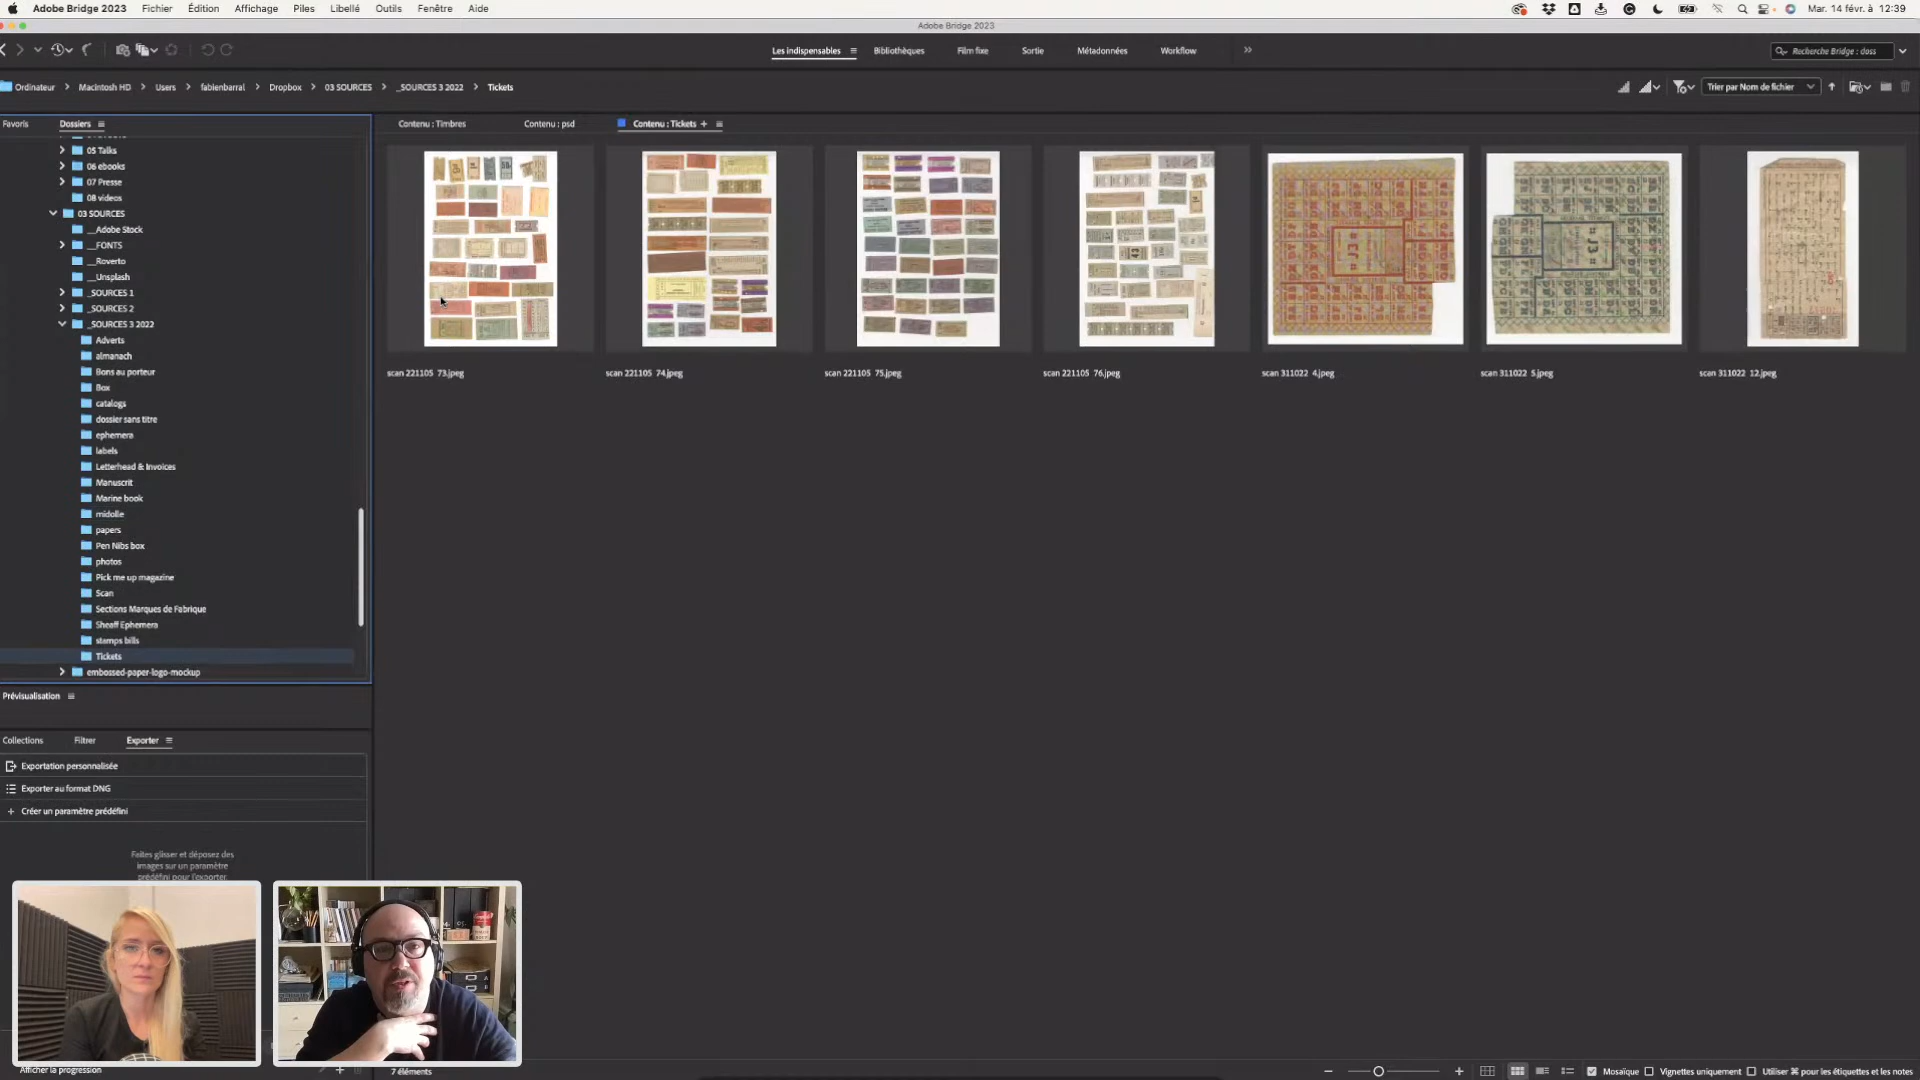 Adobe Bridge 2023 Fichier Édition Affichage Piles Libellé Outils Fenêtre Aide Mar. 14 févr. à 12:39
Adobe Bridge 2023
Les indispensables Bibliothèques Film fixe Sortie Métadonnées Workflow Recherche Bridge : doss
Ordinateur Macintosh HD Users fabienbarral Dropbox 03 SOURCES _SOURCES 3 2022 Tickets Trier par Nom de fichier
Favoris Dossiers Contenu : Timbres Contenu : psd Contenu : Tickets
05 Talks
06 ebooks
07 Presse
08 videos
03 SOURCES
__Adobe Stock
__FONTS
__Roverto
__Unsplash
_SOURCES 1
_SOURCES 2
_SOURCES 3 2022
Adverts
almanach
Bons au porteur
Box
catalogs
dossier sans titre
ephemera
labels
Letterhead & Invoices
Manuscrit
Marine book
midolle
papers
Pen Nibs box
photos
Pick me up magazine
Scan
Sections Marques de Fabrique
Sheaff Ephemera
stamps bills
Tickets
embossed-paper-logo-mockup
scan 221105 73.jpeg scan 221105 74.jpeg scan 221105 75.jpeg scan 221105 76.jpeg scan 311022 4.jpeg scan 311022 5.jpeg scan 311022 12.jpeg
Prévisualisation
Collections Filtrer Exporter
Exportation personnalisée
Exporter au format DNG
Créer un paramètre prédéfini
Faites glisser et déposez des
images sur un paramètre
prédéfini pour l'exporter.
Afficher la progression
7 éléments Mosaïque Vignettes uniquement Utiliser ⌘ pour les étiquettes et les notes